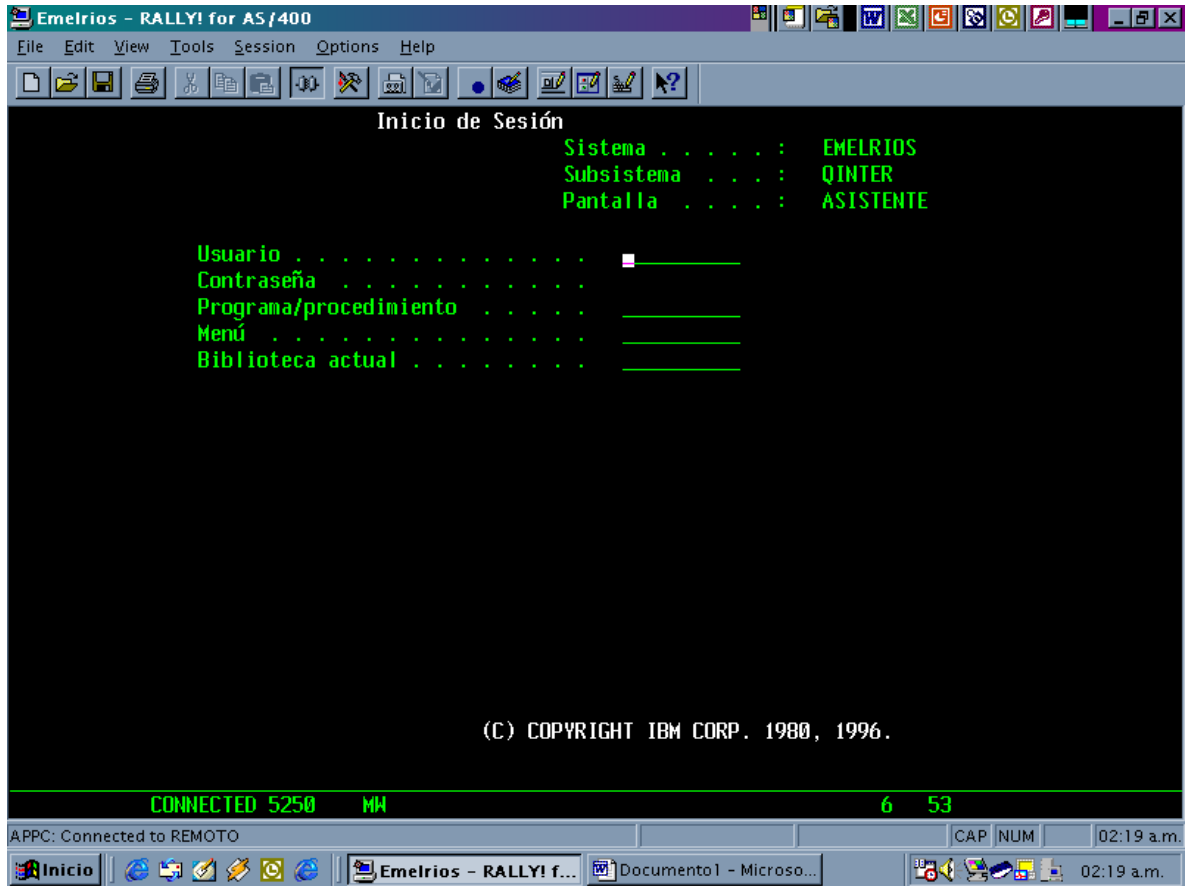 Emelrios - RALLY! for AS/400
File Edit View Tools Session Options Help
Inicio de Sesión
Sistema . . . . . : EMELRIOS
Subsistema . . . : QINTER
Pantalla . . . . : ASISTENTE
Usuario . . . . . . . . . . . . .
Contraseña . . . . . . . . . . .
Programa/procedimiento . . . . .
Menú . . . . . . . . . . . . . .
Biblioteca actual . . . . . . . .
(C) COPYRIGHT IBM CORP. 1980, 1996.
CONNECTED 5250 MW 6 53
APPC: Connected to REMOTO CAP NUM 02:19 a.m.
Inicio Emelrios - RALLY! f... Documento1 - Microso... 02:19 a.m.